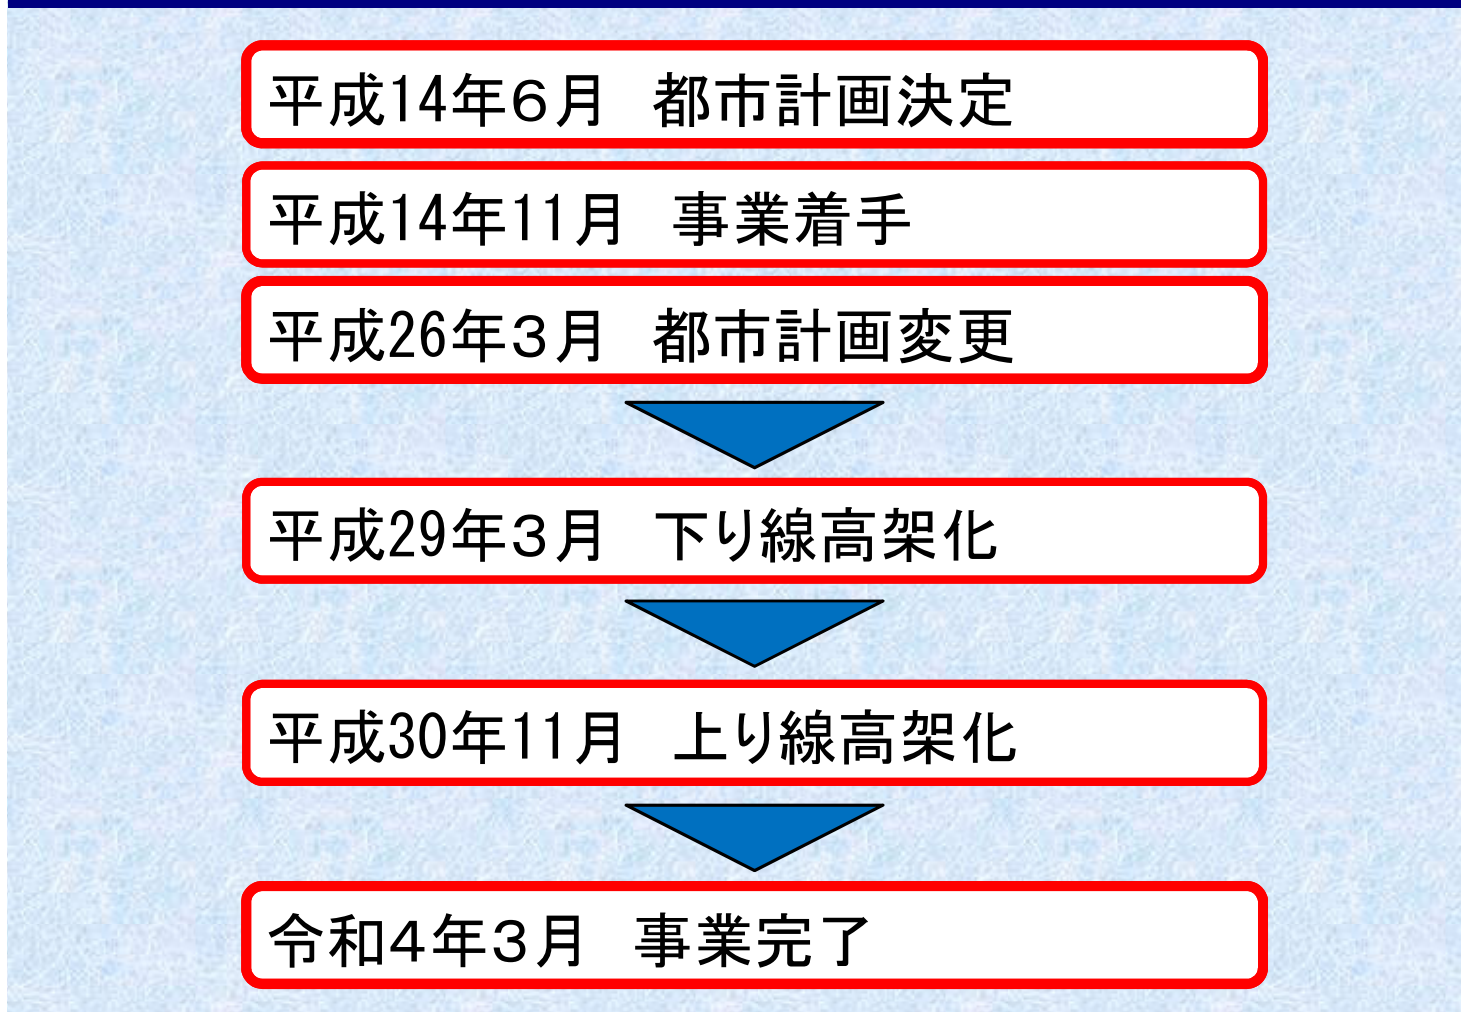 平成14年６月　都市計画決定
平成14年11月　事業着手
平成26年３月　都市計画変更
平成29年３月　下り線高架化
平成30年11月　上り線高架化
令和４年３月　事業完了